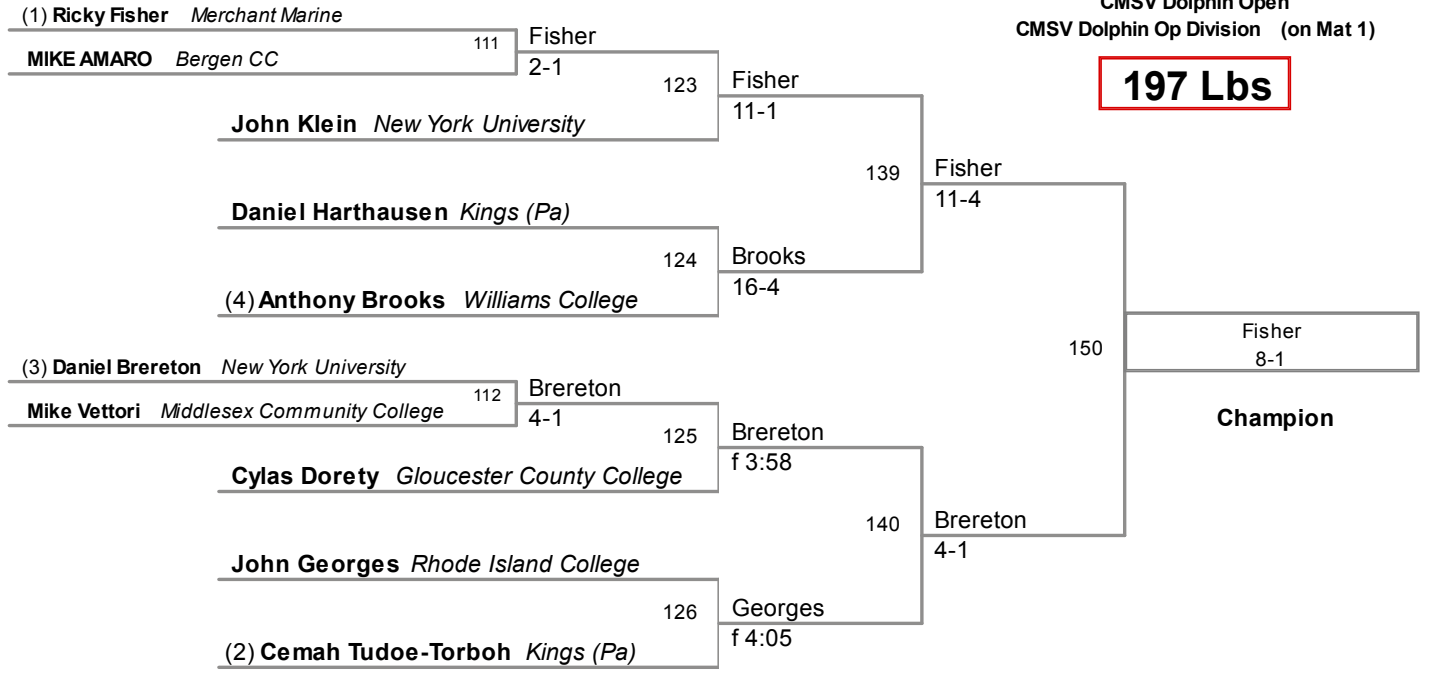 CMSV Dolphin Open
CMSV Dolphin Op Division (on Mat 1)
197 Lbs
(1) Ricky Fisher Merchant Marine
MIKE AMARO Bergen CC
111
Fisher
2-1
John Klein New York University
123
Fisher
11-1
Daniel Harthausen Kings (Pa)
(4) Anthony Brooks Williams College
124
Brooks
16-4
139
Fisher
11-4
(3) Daniel Brereton New York University
Mike Vettori Middlesex Community College
112
Brereton
4-1
Cylas Dorety Gloucester County College
125
Brereton
f 3:58
John Georges Rhode Island College
(2) Cemah Tudoe-Torboh Kings (Pa)
126
Georges
f 4:05
140
Brereton
4-1
150
Fisher
8-1
Champion